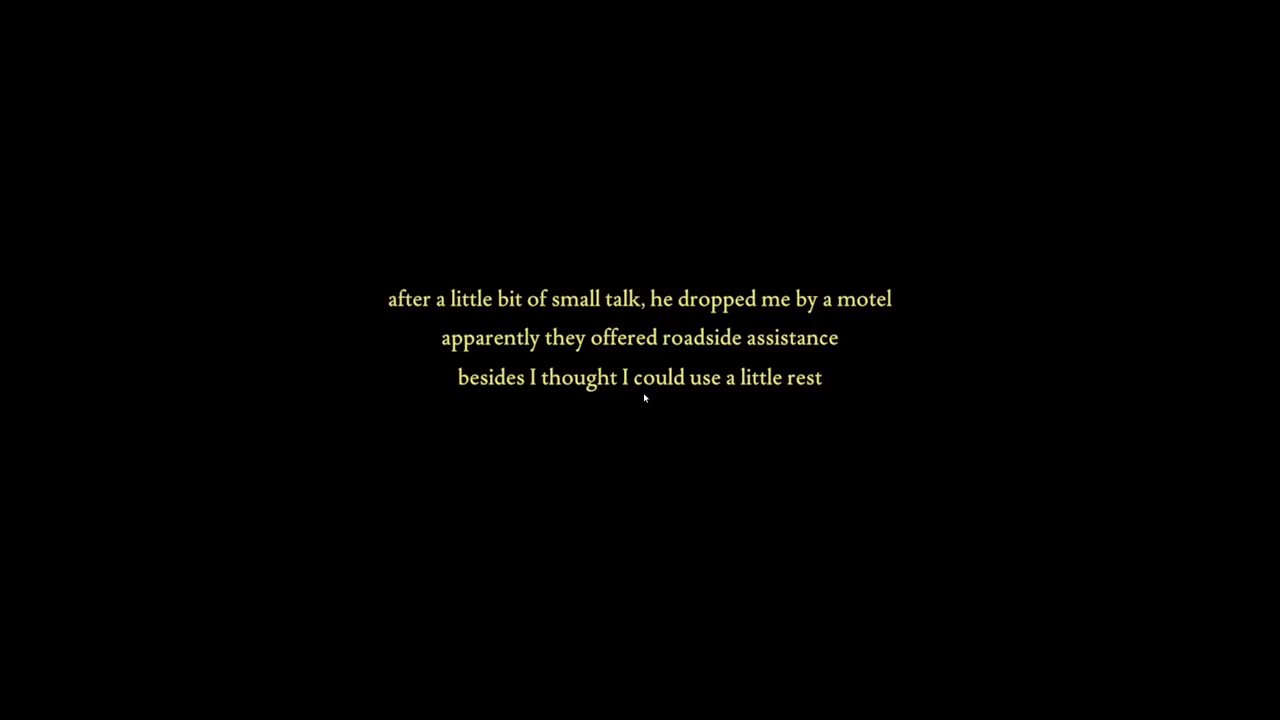 after a little bit of small talk, he dropped me by a motel
apparently they offered roadside assistance
besides I thought I could use a little rest